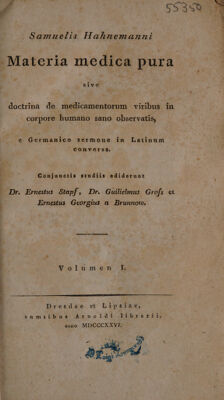 55350
Samuelis Hahnemanni
Materia medica pura
sive
doctrina de medicamentorum viribus in
corpore humano sano observatis,
e Germanico sermone in Latinum
conversa.
Conjunctis studiis ediderunt
Dr. Ernestus Stapf, Dr. Guilielmus Groß et
Ernestus Georgius a Brunnow.
Volumen I.
Dresdae et Lipsiae,
sumtibus Arnoldi librarii,
anno MDCCCXXVI.